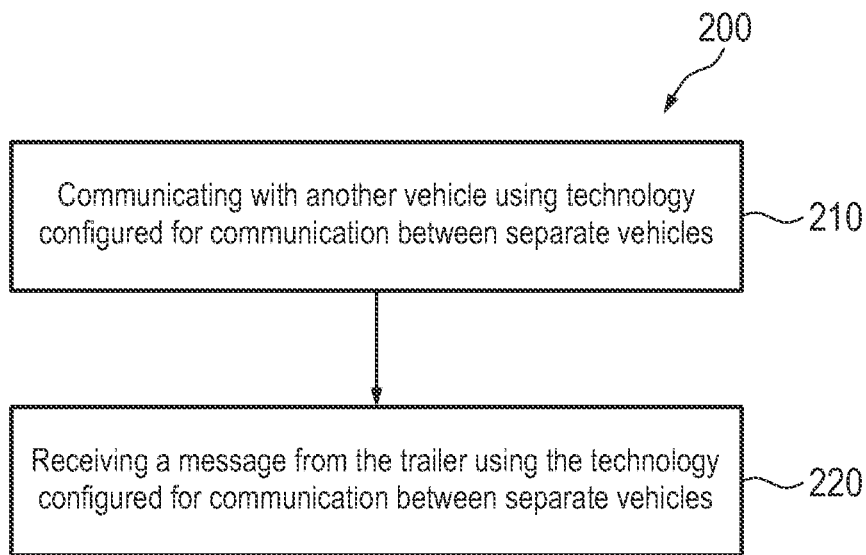 200
Communicating with another vehicle using technology
configured for communication between separate vehicles
210
Receiving a message from the trailer using the technology
configured for communication between separate vehicles
220